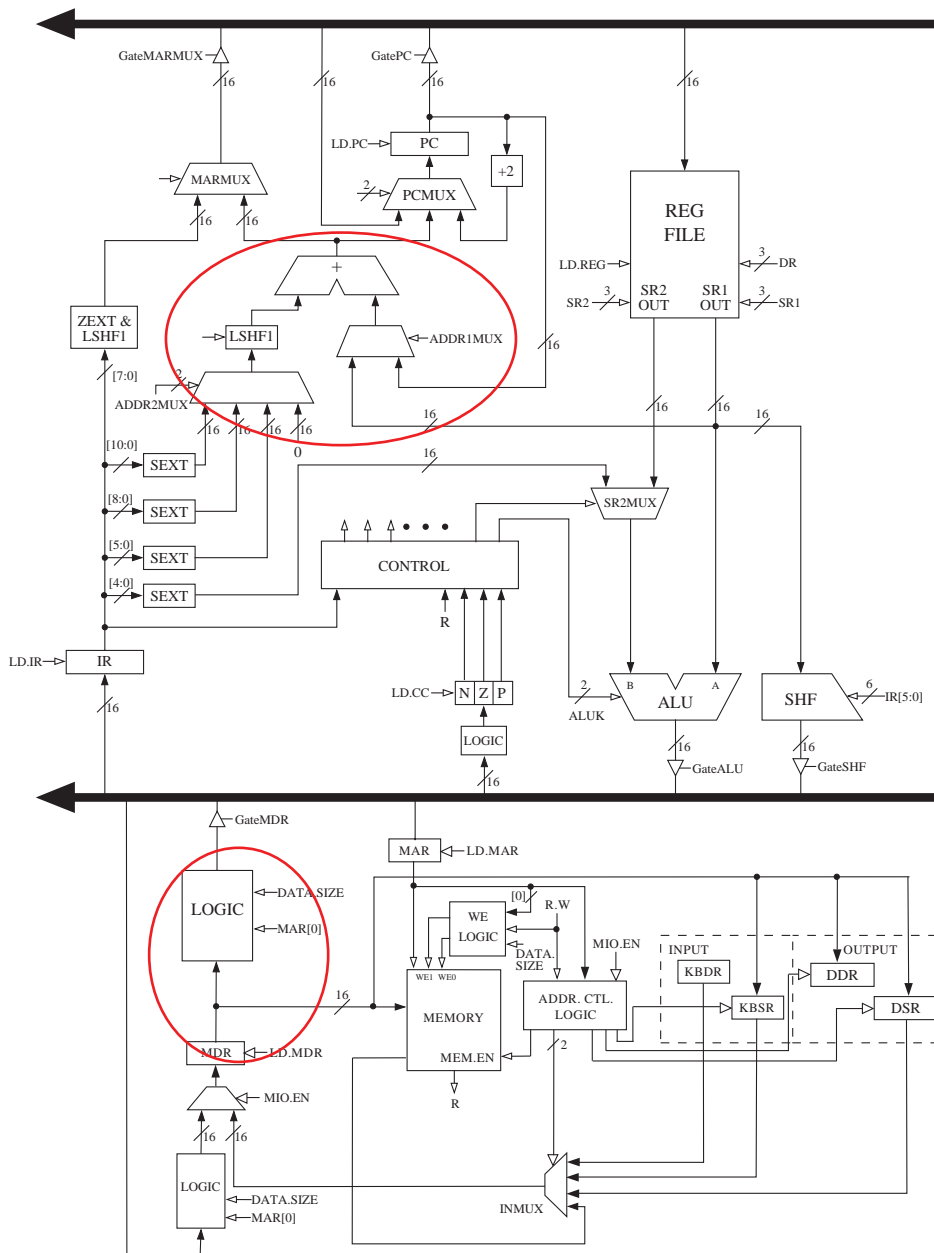 GateMARMUX
GatePC
16
16
16
16
LD.PC
PC
+2
MARMUX
2
PCMUX
REG
FILE
16
16
LD.REG
3
DR
SR2
3
SR2
OUT
SR1
OUT
3
SR1
+
ZEXT &
LSHF1
LSHF1
ADDR1MUX
16
[7:0]
2
ADDR2MUX
16
16
16
16
0
16
16
16
16
[10:0]
SEXT
16
[8:0]
SEXT
SR2MUX
[5:0]
SEXT
CONTROL
[4:0]
SEXT
R
LD.IR
IR
LD.CC
N Z P
2
ALUK
B
A
ALU
SHF
6
IR[5:0]
16
LOGIC
16
16
16
GateALU
GateSHF
GateMDR
MAR
LD.MAR
LOGIC
DATA.SIZE
MAR[0]
[0]
WE
LOGIC
R.W
DATA.
SIZE
MIO.EN
INPUT
KBDR
OUTPUT
DDR
WE1 WE0
16
MEMORY
ADDR. CTL.
LOGIC
KBSR
DSR
MDR
LD.MDR
MEM.EN
2
R
MIO.EN
16
16
LOGIC
DATA.SIZE
MAR[0]
INMUX